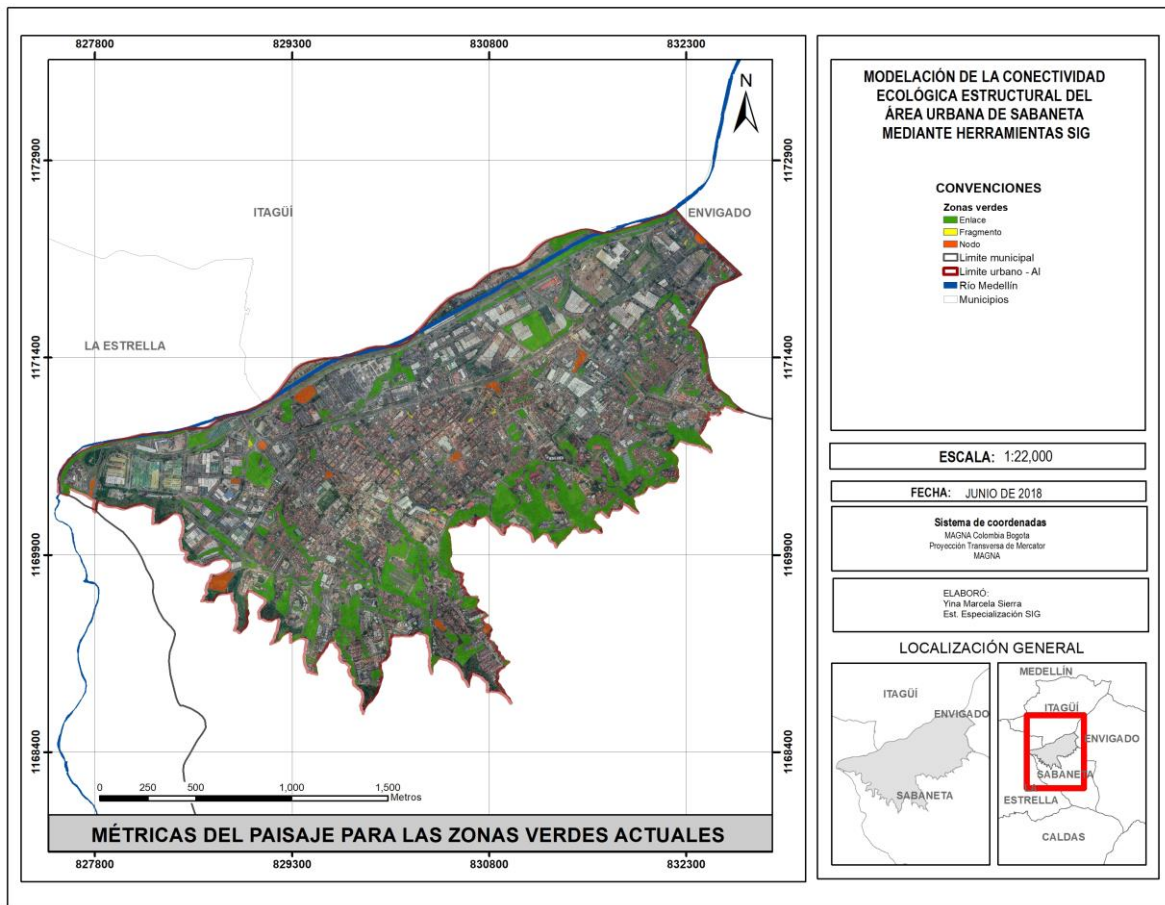 827800
829300
830800
832300
1172900
1171400
1169900
1168400
N
ITAGÜÍ
ENVIGADO
LA ESTRELLA
0
250
500
1,000
1,500
Metros
MÉTRICAS DEL PAISAJE PARA LAS ZONAS VERDES ACTUALES
827800
829300
830800
832300
1172900
1171400
1169900
1168400
MODELACIÓN DE LA CONECTIVIDAD
ECOLÓGICA ESTRUCTURAL DEL
ÁREA URBANA DE SABANETA
MEDIANTE HERRAMIENTAS SIG
CONVENCIONES
Zonas verdes
Enlace
Fragmento
Nodo
Limite municipal
Limite urbano - AI
Río Medellín
Municipios
ESCALA: 1:22,000
FECHA: JUNIO DE 2018
Sistema de coordenadas
MAGNA Colombia Bogota
Proyección Transversa de Mercator
MAGNA
ELABORÓ:
Yina Marcela Sierra
Est. Especialización SIG
LOCALIZACIÓN GENERAL
ITAGÜÍ
ENVIGADO
SABANETA
MEDELLÍN
ITAGÜÍ
ENVIGADO
SABANETA
ESTRELLA
CALDAS